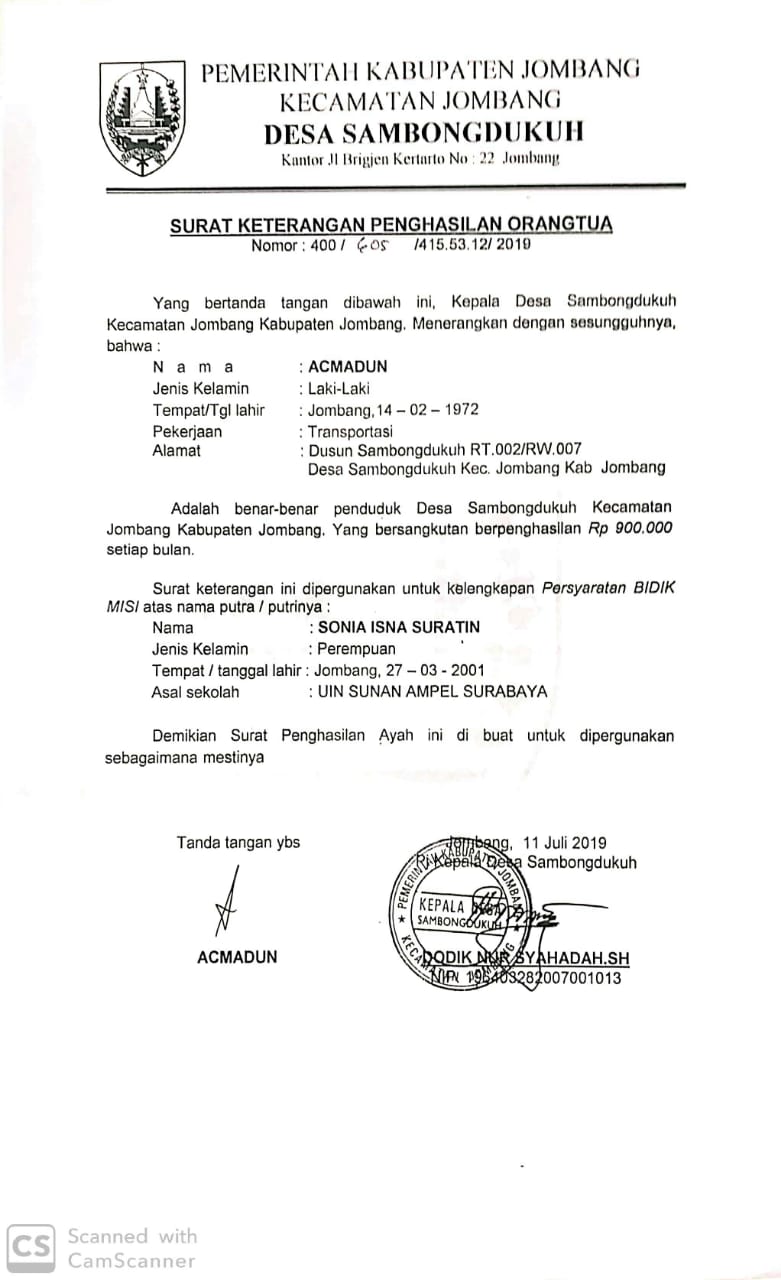 PEMERINTAH KABUPATEN JOMBANG
KECAMATAN JOMBANG
DESA SAMBONGDUKUH
Kantor Jl Brigjen Kertarto No : 22 Jombang
SURAT KETERANGAN PENGHASILAN ORANGTUA
Nomor : 400 / 605 /415.53.12/ 2019
Yang bertanda tangan dibawah ini, Kepala Desa Sambongdukuh
Kecamatan Jombang Kabupaten Jombang. Menerangkan dengan sesungguhnya,
bahwa :
N a m a : ACMADUN
Jenis Kelamin : Laki-Laki
Tempat/Tgl lahir : Jombang,14 – 02 – 1972
Pekerjaan : Transportasi
Alamat : Dusun Sambongdukuh RT.002/RW.007
Desa Sambongdukuh Kec. Jombang Kab Jombang
Adalah benar-benar penduduk Desa Sambongdukuh Kecamatan
Jombang Kabupaten Jombang. Yang bersangkutan berpenghasilan Rp 900.000
setiap bulan.
Surat keterangan ini dipergunakan untuk kelengkapan Persyaratan BIDIK
MISI atas nama putra / putrinya :
Nama : SONIA ISNA SURATIN
Jenis Kelamin : Perempuan
Tempat / tanggal lahir : Jombang, 27 – 03 - 2001
Asal sekolah : UIN SUNAN AMPEL SURABAYA
Demikian Surat Penghasilan Ayah ini di buat untuk dipergunakan
sebagaimana mestinya
Tanda tangan ybs
ACMADUN
Jombang, 11 Juli 2019
Kepala Desa Sambongdukuh
PEMERINTAH KABUPATEN JOMBANG
KEPALA DESA
SAMBONGDUKUH
KECAMATAN JOMBANG
DODIK NUR SYAHADAH.SH
NIPN 196403282007001013
CS Scanned with
CamScanner